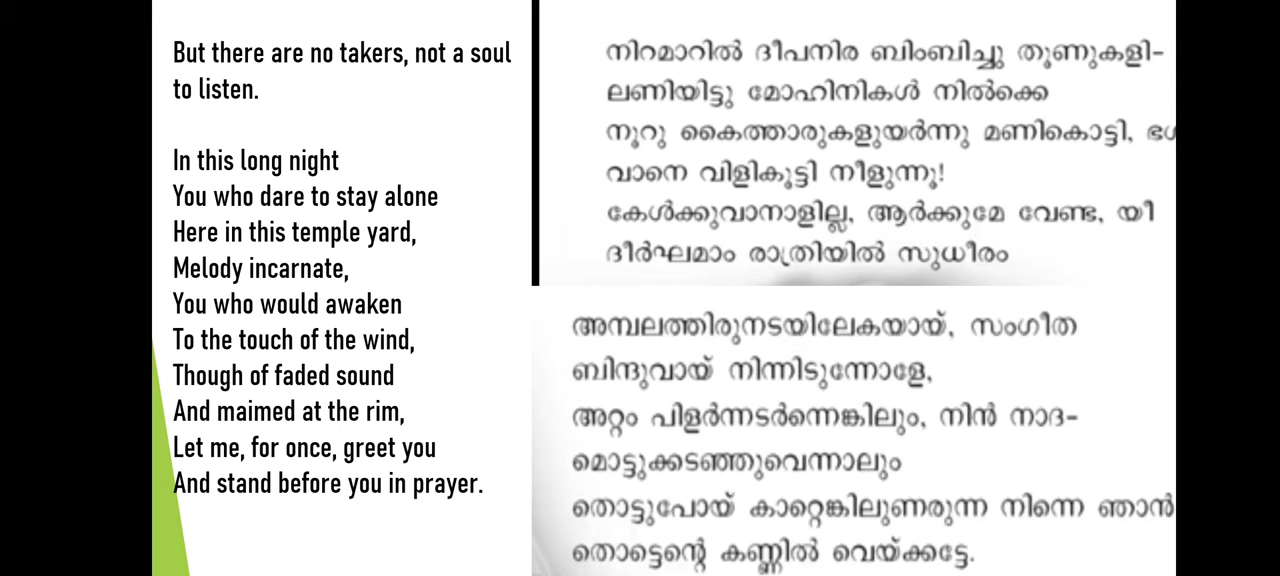 But there are no takers, not a soul
to listen.
In this long night
You who dare to stay alone
Here in this temple yard,
Melody incarnate,
You who would awaken
To the touch of the wind,
Though of faded sound
And maimed at the rim,
Let me, for once, greet you
And stand before you in prayer.
നിറമാറിൽ ദീപനിര ബിംബിച്ചു തൂണുകളി-
ലണിയിട്ടു മോഹിനികൾ നിൽക്കെ
നൂറു കൈത്താരുകളുയർന്നു മണികൊട്ടി, ഭഗ
വാനെ വിളികൂട്ടി നീളുന്നൂ!
കേൾക്കുവാനാളില്ല, ആർക്കുമേ വേണ്ട, യീ
ദീർഘമാം രാത്രിയിൽ സുധീരം
അമ്പലത്തിരുനടയിലേകയായ്, സംഗീത
ബിന്ദുവായ് നിന്നിടുന്നോളേ,
അറ്റം പിളർന്നടർന്നെങ്കിലും, നിൻ നാദ-
മൊട്ടുക്കടഞ്ഞുവെന്നാലും
തൊട്ടുപോയ് കാറ്റെങ്കിലുണരുന്ന നിന്നെ ഞാൻ
തൊട്ടെന്റെ കണ്ണിൽ വെയ്ക്കട്ടേ.